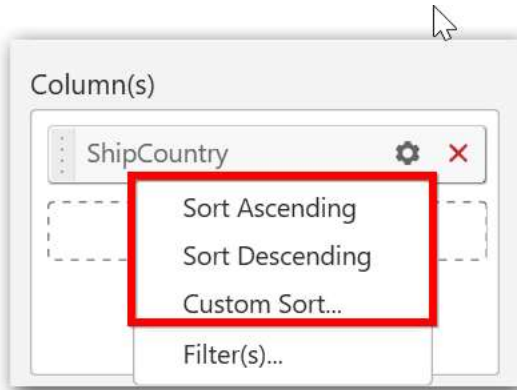 Column(s)
ShipCountry
Sort Ascending
Sort Descending
Custom Sort...
Filter(s)...